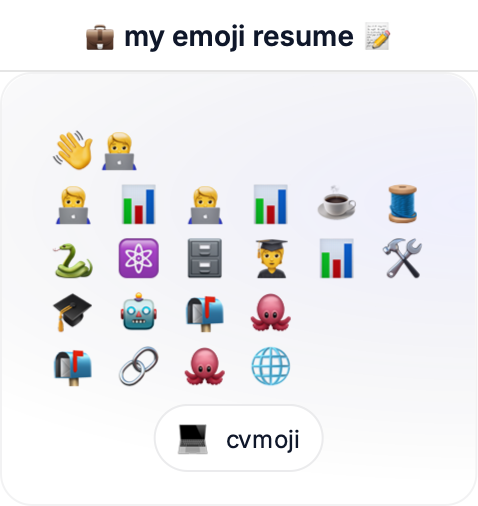 💼 my emoji resume 📝
👋 🧑‍💻
🧑‍💻 📊 🧑‍💻 📊 ☕ 🧵
🐍 ⚛️ 🗄️ 🧑‍🎓 📊 🛠️
🎓 🤖 📬 🐙
📬 🔗 🐙 🌐
💻 cvmoji